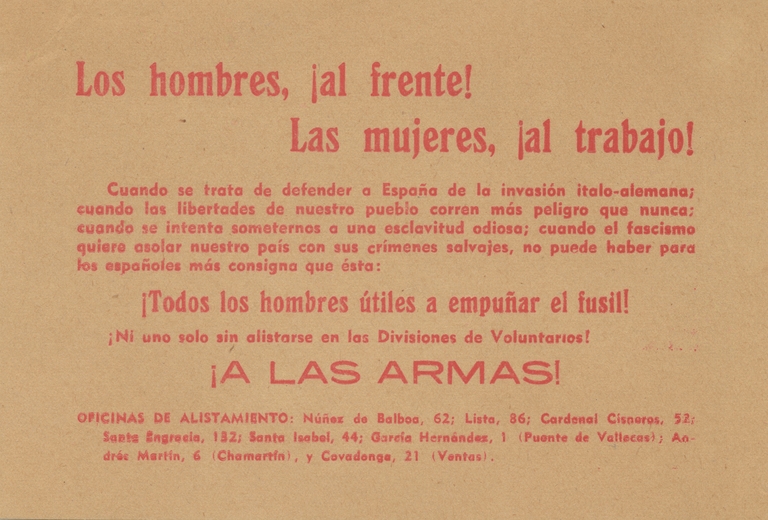 Los hombres, ¡al frente!
Las mujeres, ¡al trabajo!
Cuando se trata de defender a España de la invasión italo-alemana;
cuando las libertades de nuestro pueblo corren más peligro que nunca;
cuando se intenta someternos a una esclavitud odiosa; cuando el fascismo
quiere asolar nuestro país con sus crímenes salvajes, no puede haber para
los españoles más consigna que ésta:
¡Todos los hombres útiles a empuñar el fusil!
¡Ni uno solo sin alistarse en las Divisiones de Voluntarios!
¡A LAS ARMAS!
OFICINAS DE ALISTAMIENTO: Núñez de Balboa, 62; Lista, 86; Cardenal Cisneros, 52;
Santa Engracia, 132; Santa Isabel, 44; García Hernández, 1 (Puente de Vallecas); An-
drés Martín, 6 (Chamartín), y Covadonga, 21 (Ventas).